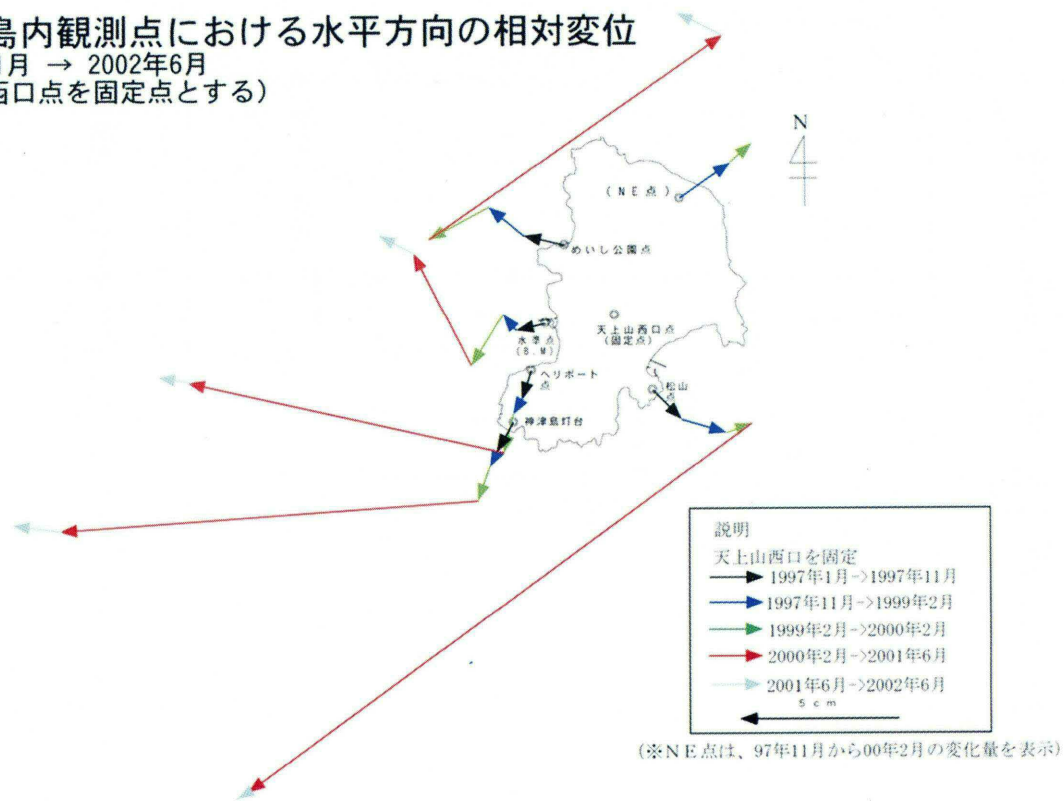 島内観測点における水平方向の相対変位
月 → 2002年6月
西口点を固定点とする）
N
（NE点）
めいし公園点
天上山西口点
（固定点）
水準点
（B.M）
ヘリポート
点
松山
点
神津島灯台
説明
天上山西口を固定
1997年1月->1997年11月
1997年11月->1999年2月
1999年2月->2000年2月
2000年2月->2001年6月
2001年6月->2002年6月
5cm
(※NE点は、97年11月から00年2月の変化量を表示)